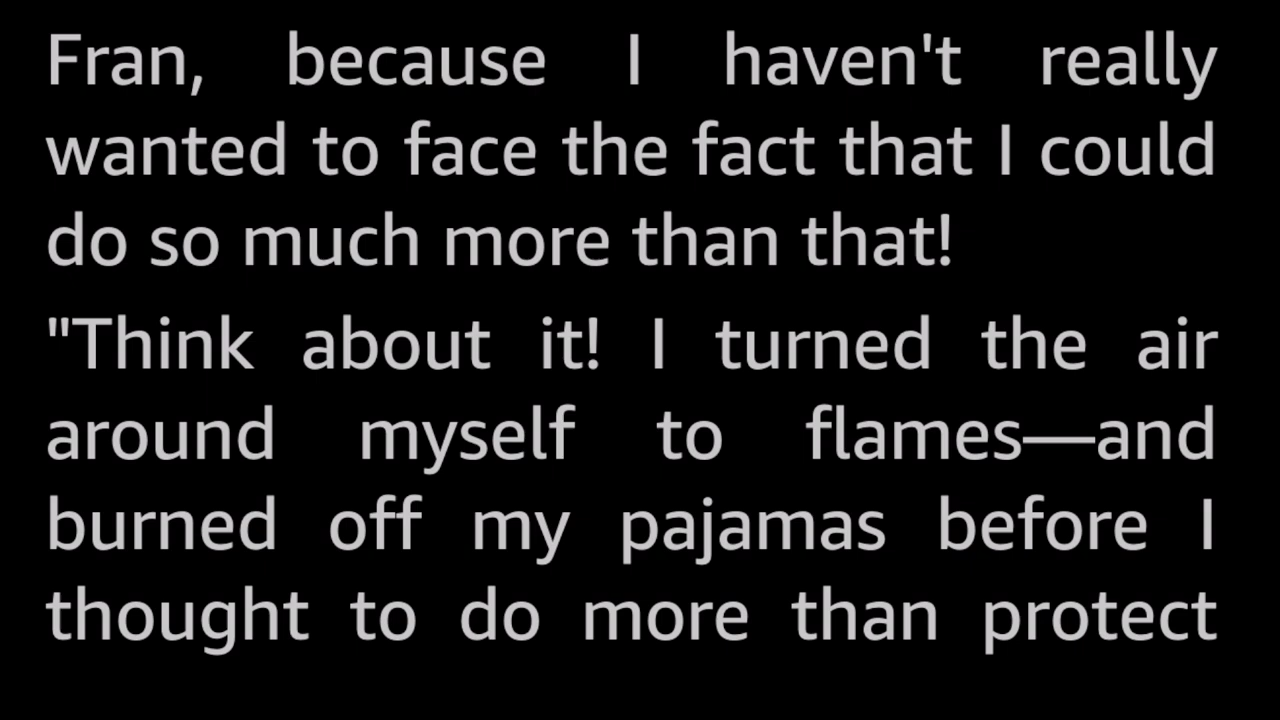 Fran, because I haven't really
wanted to face the fact that I could
do so much more than that!
"Think about it! I turned the air
around myself to flames—and
burned off my pajamas before I
thought to do more than protect